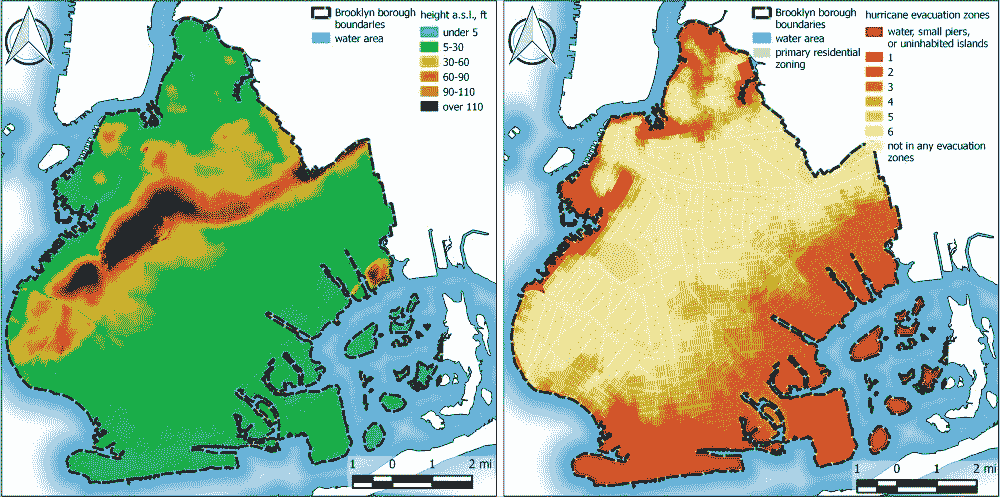 Brooklyn borough
boundaries
water area
height a.s.l., ft
under 5
5-30
30-60
60-90
90-110
over 110
1 0 1 2 mi
Brooklyn borough
boundaries
water area
primary residential
zoning
hurricane evacuation zones
water, small piers,
or uninhabited islands
1
2
3
4
5
6
not in any evacuation
zones
1 0 1 2 mi